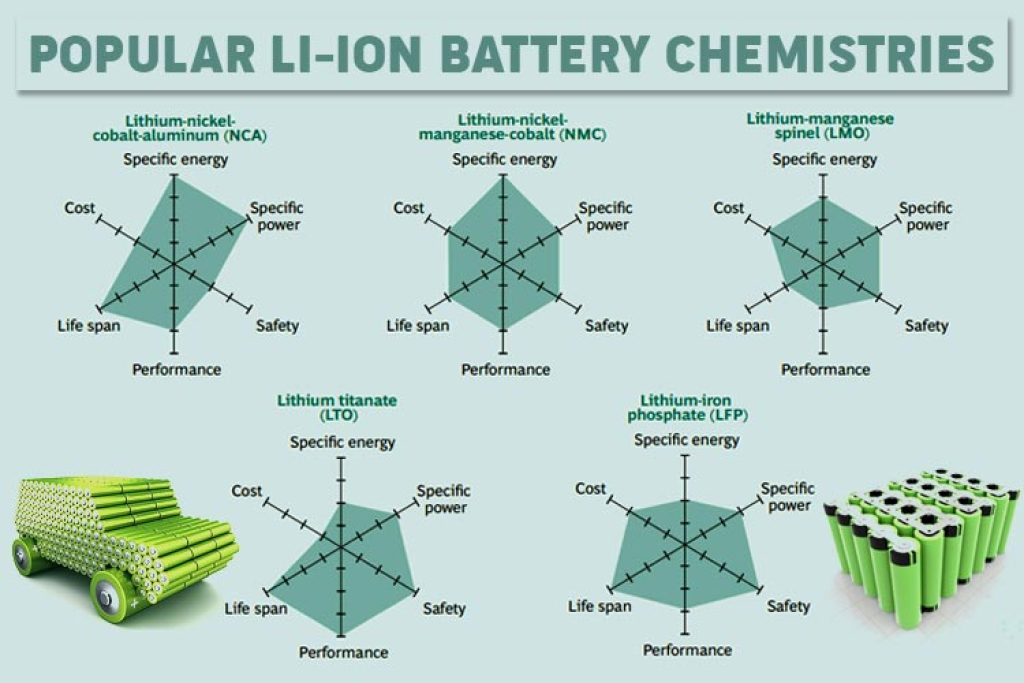 POPULAR LI-ION BATTERY CHEMISTRIES
Lithium-nickel-
cobalt-aluminum (NCA)
Specific energy
Cost
Specific
power
Life span
Safety
Performance
Lithium-nickel-
manganese-cobalt (NMC)
Specific energy
Cost
Specific
power
Life span
Safety
Performance
Lithium-manganese
spinel (LMO)
Specific energy
Cost
Specific
power
Life span
Safety
Performance
Lithium titanate
(LTO)
Specific energy
Cost
Specific
power
Life span
Safety
Performance
Lithium-iron
phosphate (LFP)
Specific energy
Cost
Specific
power
Life span
Safety
Performance